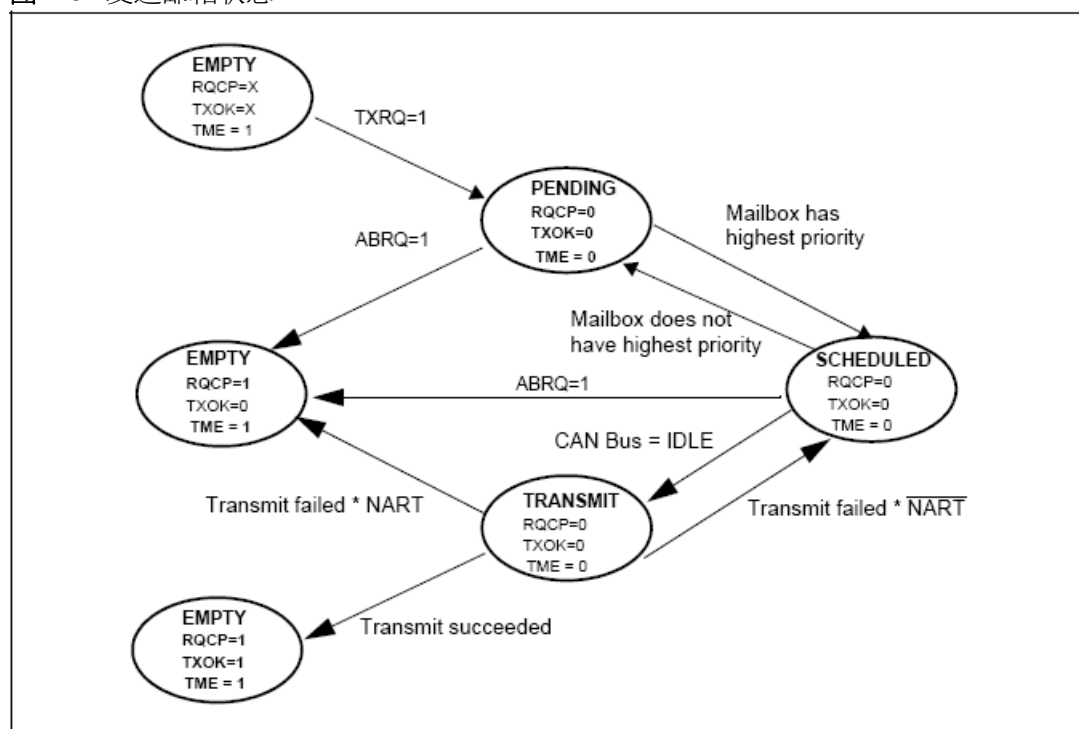 EMPTY
RQCP=X
TXOK=X
TME = 1
TXRQ=1
PENDING
RQCP=0
TXOK=0
TME = 0
Mailbox has
highest priority
ABRQ=1
Mailbox does not
have highest priority
EMPTY
RQCP=1
TXOK=0
TME = 1
ABRQ=1
SCHEDULED
RQCP=0
TXOK=0
TME = 0
CAN Bus = IDLE
Transmit failed * NART
TRANSMIT
RQCP=0
TXOK=0
TME = 0
Transmit failed * N̅A̅R̅T̅
EMPTY
RQCP=1
TXOK=1
TME = 1
Transmit succeeded